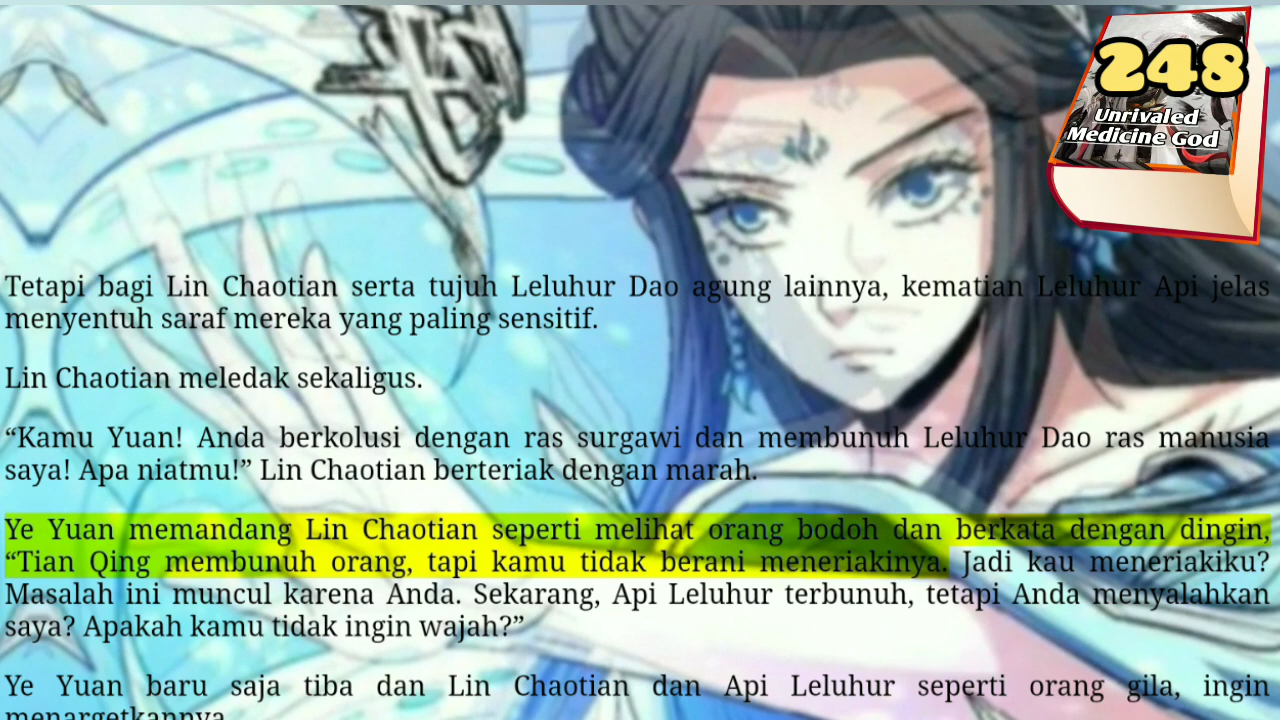 248
Unrivaled
Medicine God
Tetapi bagi Lin Chaotian serta tujuh Leluhur Dao agung lainnya, kematian Leluhur Api jelas
menyentuh saraf mereka yang paling sensitif.
Lin Chaotian meledak sekaligus.
“Kamu Yuan! Anda berkolusi dengan ras surgawi dan membunuh Leluhur Dao ras manusia
saya! Apa niatmu!” Lin Chaotian berteriak dengan marah.
Ye Yuan memandang Lin Chaotian seperti melihat orang bodoh dan berkata dengan dingin,
“Tian Qing membunuh orang, tapi kamu tidak berani meneriakinya. Jadi kau meneriakiku?
Masalah ini muncul karena Anda. Sekarang, Api Leluhur terbunuh, tetapi Anda menyalahkan
saya? Apakah kamu tidak ingin wajah?”
Ye Yuan baru saja tiba dan Lin Chaotian dan Api Leluhur seperti orang gila, ingin
menargetkannya.